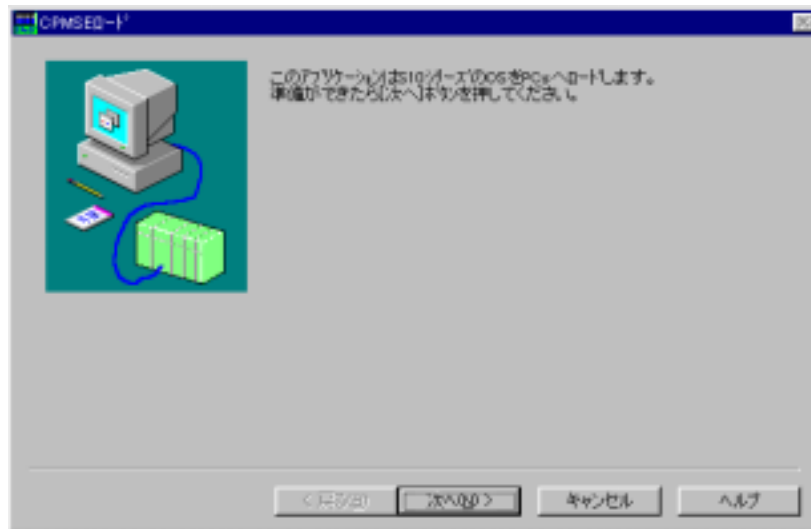 CPMSEロード
このアプリケーションはS10シリーズのOSをPCsへロードします。
準備ができたら[次へ]ボタンを押してください。
< 戻る(B)
次へ(N) >
キャンセル
ヘルプ